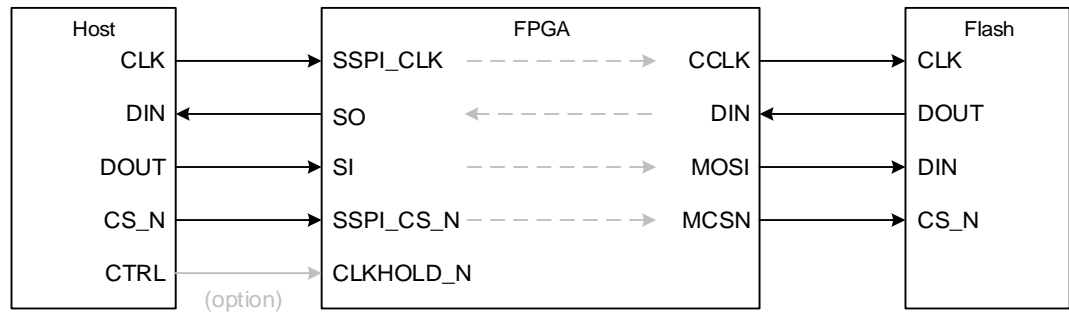 Host FPGA Flash
CLK SSPI_CLK CCLK CLK
DIN SO DIN DOUT
DOUT SI MOSI DIN
CS_N SSPI_CS_N MCSN CS_N
CTRL CLKHOLD_N
(option)